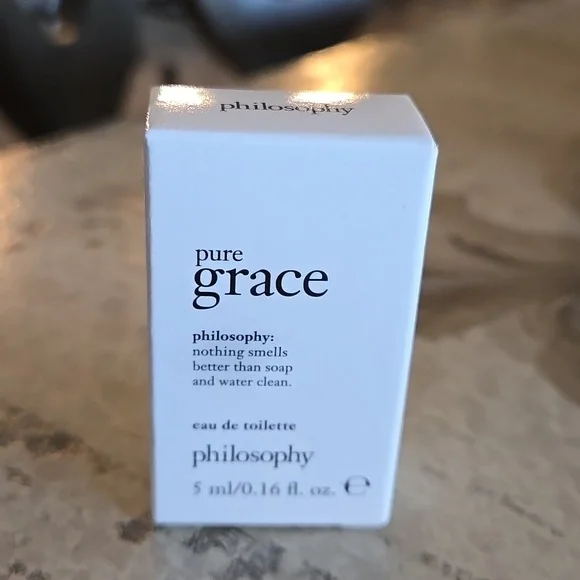 philosophy
pure
grace
philosophy:
nothing smells
better than soap
and water clean.
eau de toilette
philosophy
5 ml/0.16 fl. oz. ℮